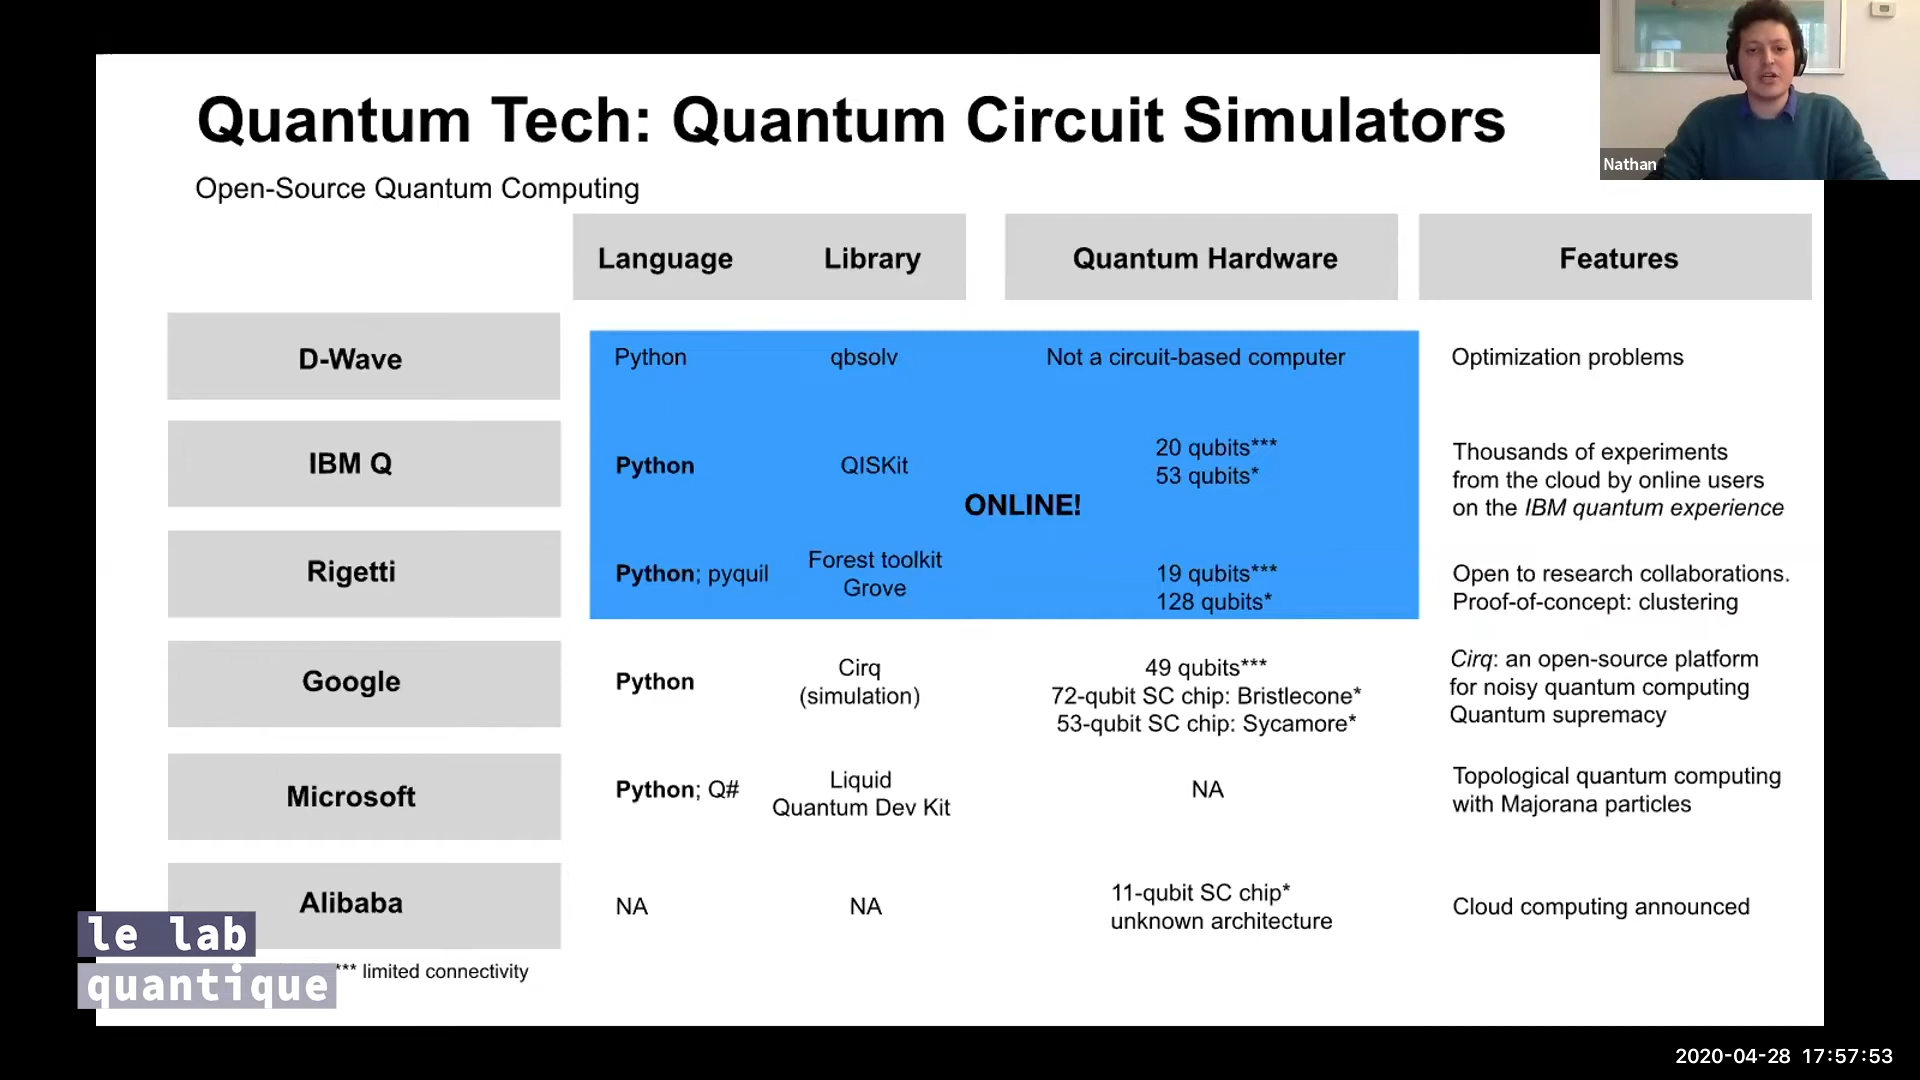 Quantum Tech: Quantum Circuit Simulators
Nathan
Open-Source Quantum Computing
Language Library Quantum Hardware Features
D-Wave Python qbsolv Not a circuit-based computer Optimization problems
IBM Q Python QISKit
20 qubits***
53 qubits*
Thousands of experiments
from the cloud by online users
on the IBM quantum experience
ONLINE!
Rigetti Python; pyquil
Forest toolkit
Grove
19 qubits***
128 qubits*
Open to research collaborations.
Proof-of-concept: clustering
Google Python
Cirq
(simulation)
49 qubits***
72-qubit SC chip: Bristlecone*
53-qubit SC chip: Sycamore*
Cirq: an open-source platform
for noisy quantum computing
Quantum supremacy
Microsoft Python; Q#
Liquid
Quantum Dev Kit
NA
Topological quantum computing
with Majorana particles
Alibaba NA NA
11-qubit SC chip*
unknown architecture
Cloud computing announced
le lab
quantique
*** limited connectivity
2020-04-28 17:57:53